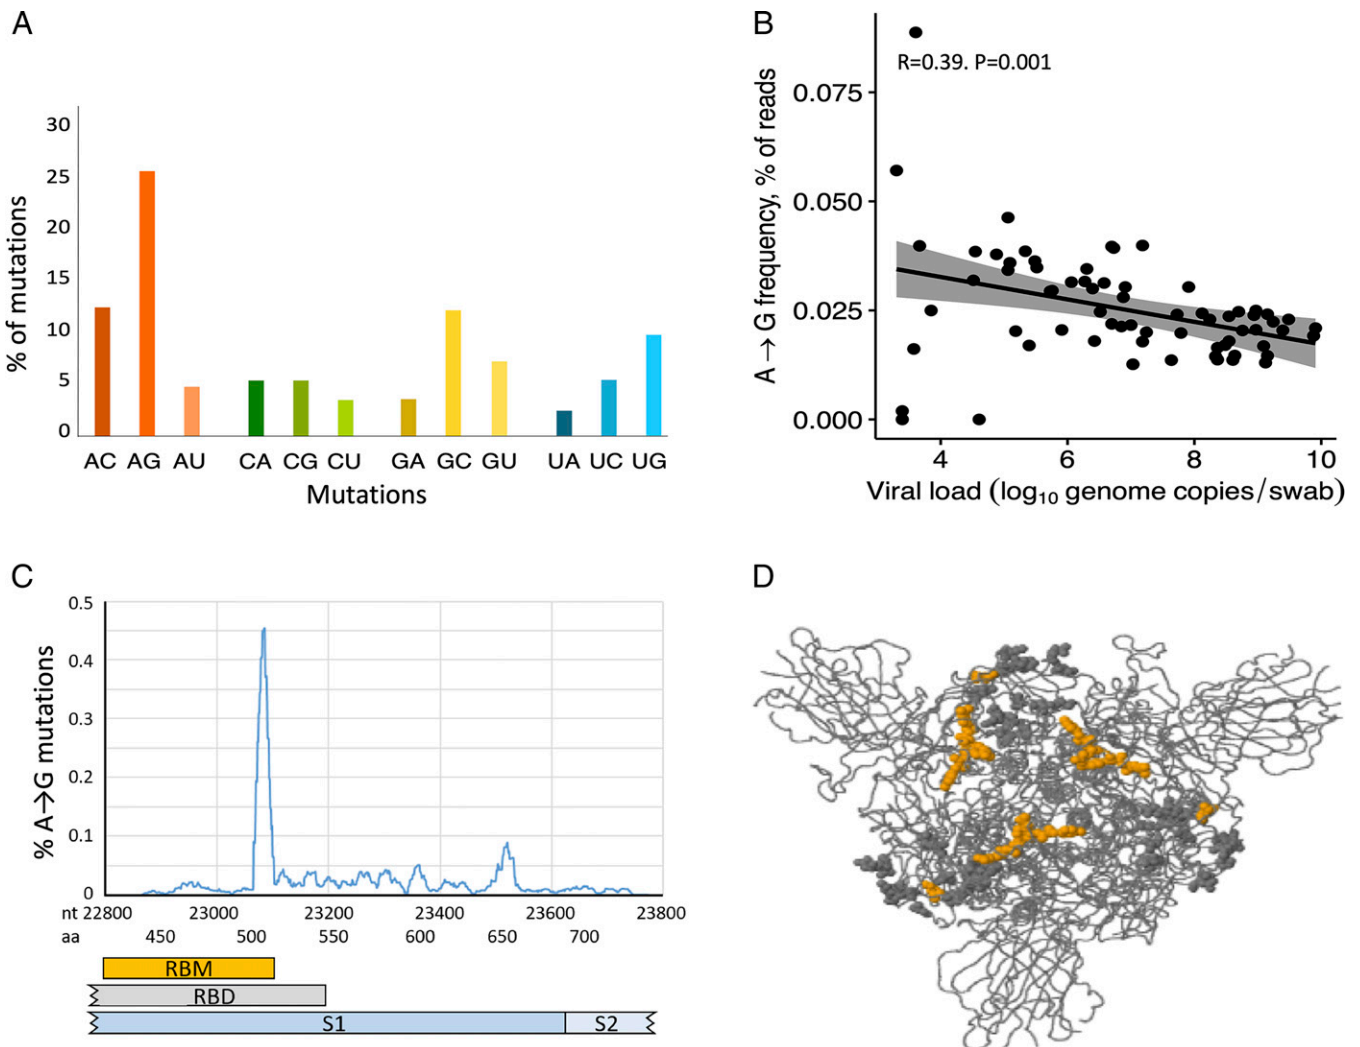 A
% of mutations
30
25
20
15
10
5
0
AC AG AU CA CG CU GA GC GU UA UC UG
Mutations
B
R=0.39. P=0.001
A→G frequency, % of reads
0.075
0.050
0.025
0.000
4 6 8 10
Viral load (log₁₀ genome copies/swab)
C
% A→G mutations
0.5
0.4
0.3
0.2
0.1
0
nt 22800 23000 23200 23400 23600 23800
aa 450 500 550 600 650 700
RBM
RBD
S1 S2
D